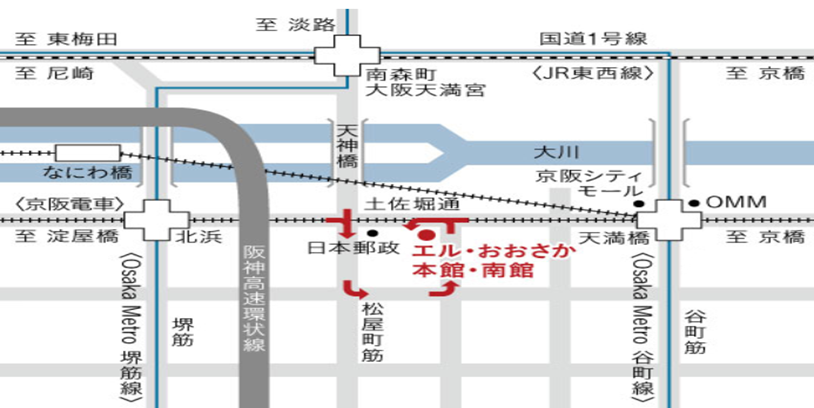 至 淡路
至 東梅田
国道1号線
至 尼崎
南森町
大阪天満宮
〈JR東西線〉
至 京橋
天神橋
大川
なにわ橋
京阪シティ
モール
OMM
〈京阪電車〉
土佐堀通
至 淀屋橋
北浜
日本郵政
エル・おおさか
本館・南館
天満橋
至 京橋
阪神高速環状線
〈Osaka Metro 堺筋線〉
堺筋
松屋町筋
〈Osaka Metro 谷町線〉
谷町筋